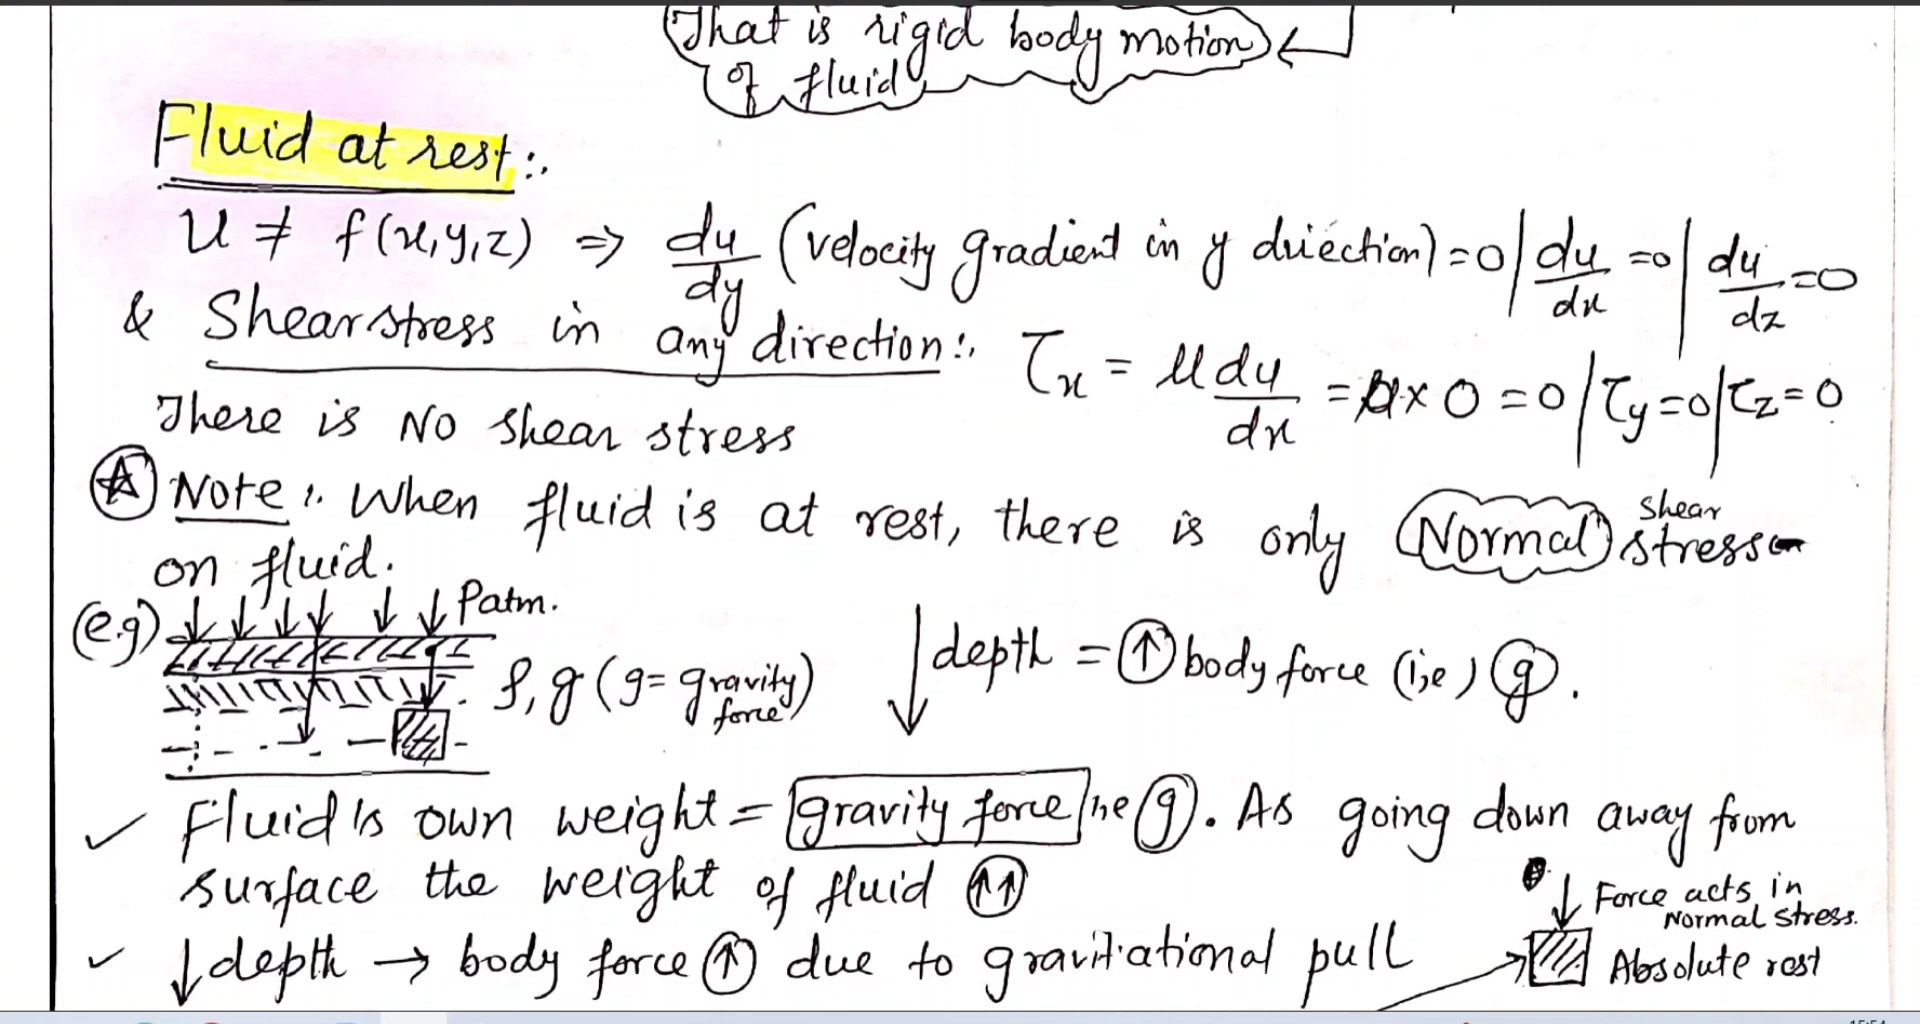 That is rigid body motion
of fluid
Fluid at rest:.
U ≠ f(x,y,z) => du/dy (velocity gradient in y direction) =0 | du/dx =0 | du/dz =0
& Shear stress in any direction:. τx = μ du/dx = 0 x 0 = 0 | τy =0 | τz = 0
There is NO shear stress
Note:. When fluid is at rest, there is only Normal shear stress
on fluid.
(e.g) Patm.
ρ, g (g = gravity force) ↓ depth = ↑ body force (i,e) g.
✓ Fluid's own weight = gravity force i.e g. As going down away from
surface the weight of fluid ↑↑
↓ Force acts in
Normal stress.
✓ ↓ depth → body force ↑ due to gravitational pull
Absolute rest
15:54